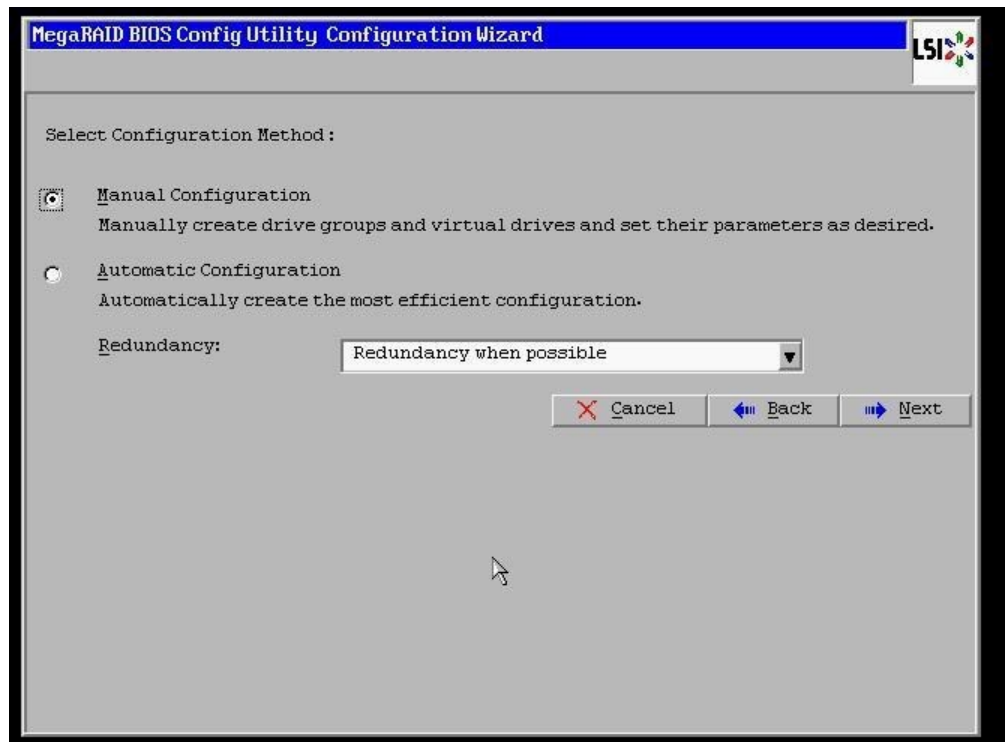 MegaRAID BIOS Config Utility Configuration Wizard
LSI
Select Configuration Method:
Manual Configuration
Manually create drive groups and virtual drives and set their parameters as desired.
Automatic Configuration
Automatically create the most efficient configuration.
Redundancy: Redundancy when possible
Cancel Back Next